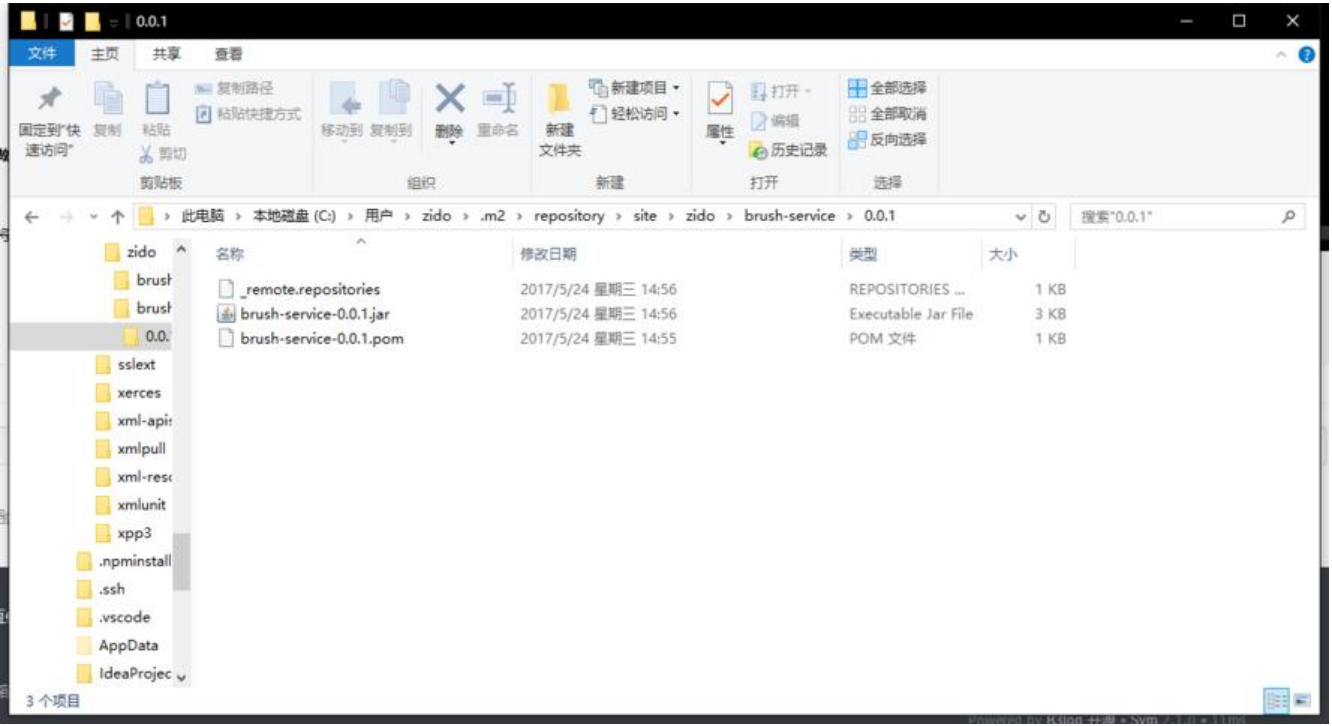 0.0.1
文件 主页 共享 查看
固定到"快速访问"
复制
粘贴
复制路径
粘贴快捷方式
剪切
移动到 复制到 删除 重命名
新建文件夹
新建项目
轻松访问
属性
打开
编辑
历史记录
全部选择
全部取消
反向选择
剪贴板 组织 新建 打开 选择
此电脑 › 本地磁盘 (C:) › 用户 › zido › .m2 › repository › site › zido › brush-service › 0.0.1
搜索"0.0.1"
名称 修改日期 类型 大小
_remote.repositories 2017/5/24 星期三 14:56 REPOSITORIES ... 1 KB
brush-service-0.0.1.jar 2017/5/24 星期三 14:56 Executable Jar File 3 KB
brush-service-0.0.1.pom 2017/5/24 星期三 14:55 POM 文件 1 KB
zido
brush
brush
0.0.
sslext
xerces
xml-apis
xmlpull
xml-reso
xmlunit
xpp3
.npminstall
.ssh
.vscode
AppData
IdeaProjec
3 个项目